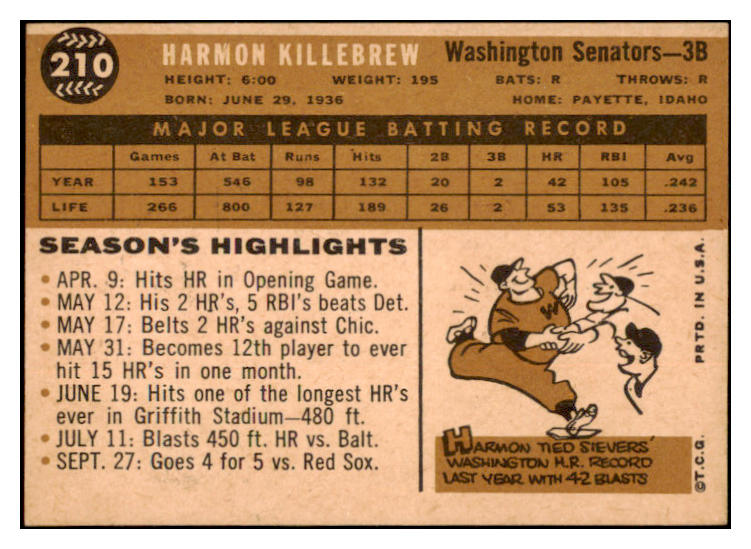 210
HARMON KILLEBREW Washington Senators—3B
HEIGHT: 6:00 WEIGHT: 195 BATS: R THROWS: R
BORN: JUNE 29, 1936 HOME: PAYETTE, IDAHO
MAJOR LEAGUE BATTING RECORD
Games At Bat Runs Hits 2B 3B HR RBI Avg
YEAR 153 546 98 132 20 2 42 105 .242
LIFE 266 800 127 189 26 2 53 135 .236
SEASON'S HIGHLIGHTS
• APR. 9: Hits HR in Opening Game.
• MAY 12: His 2 HR's, 5 RBI's beats Det.
• MAY 17: Belts 2 HR's against Chic.
• MAY 31: Becomes 12th player to ever
hit 15 HR's in one month.
• JUNE 19: Hits one of the longest HR's
ever in Griffith Stadium—480 ft.
• JULY 11: Blasts 450 ft. HR vs. Balt.
• SEPT. 27: Goes 4 for 5 vs. Red Sox.
W
HARMON TIED SIEVERS'
WASHINGTON H.R. RECORD
LAST YEAR WITH 42 BLASTS
©T.C.G. PRTD. IN U.S.A.